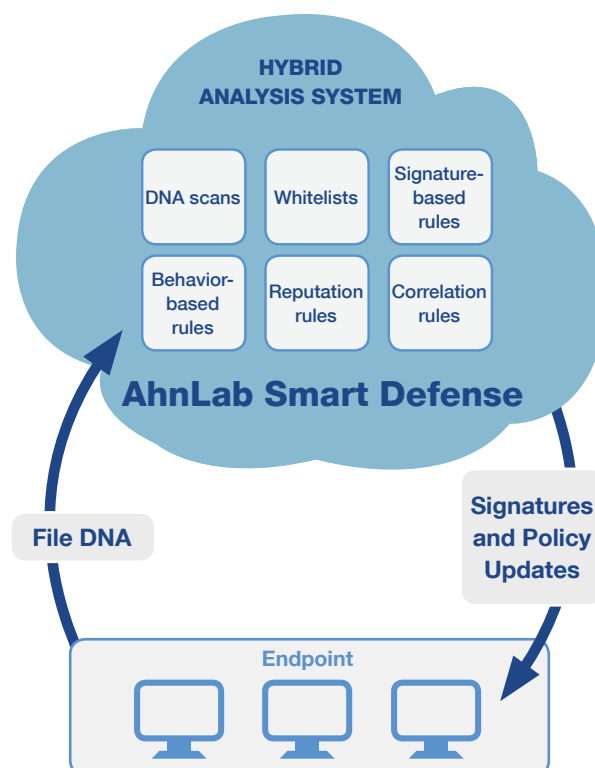 HYBRID
ANALYSIS SYSTEM
DNA scans
Whitelists
Signature-
based
rules
Behavior-
based
rules
Reputation
rules
Correlation
rules
AhnLab Smart Defense
File DNA
Signatures
and Policy
Updates
Endpoint